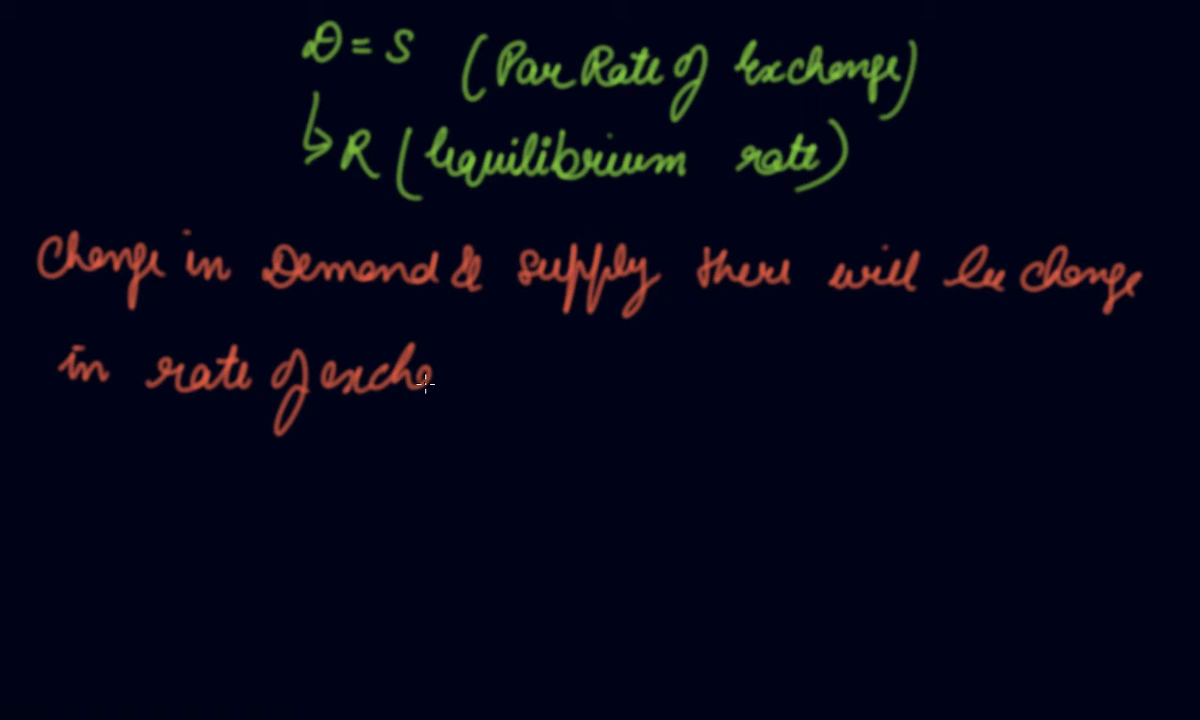 D = S (Par Rate of Exchange)
↳ R (Equilibrium rate)
Change in Demand & supply there will be change
in rate of excha